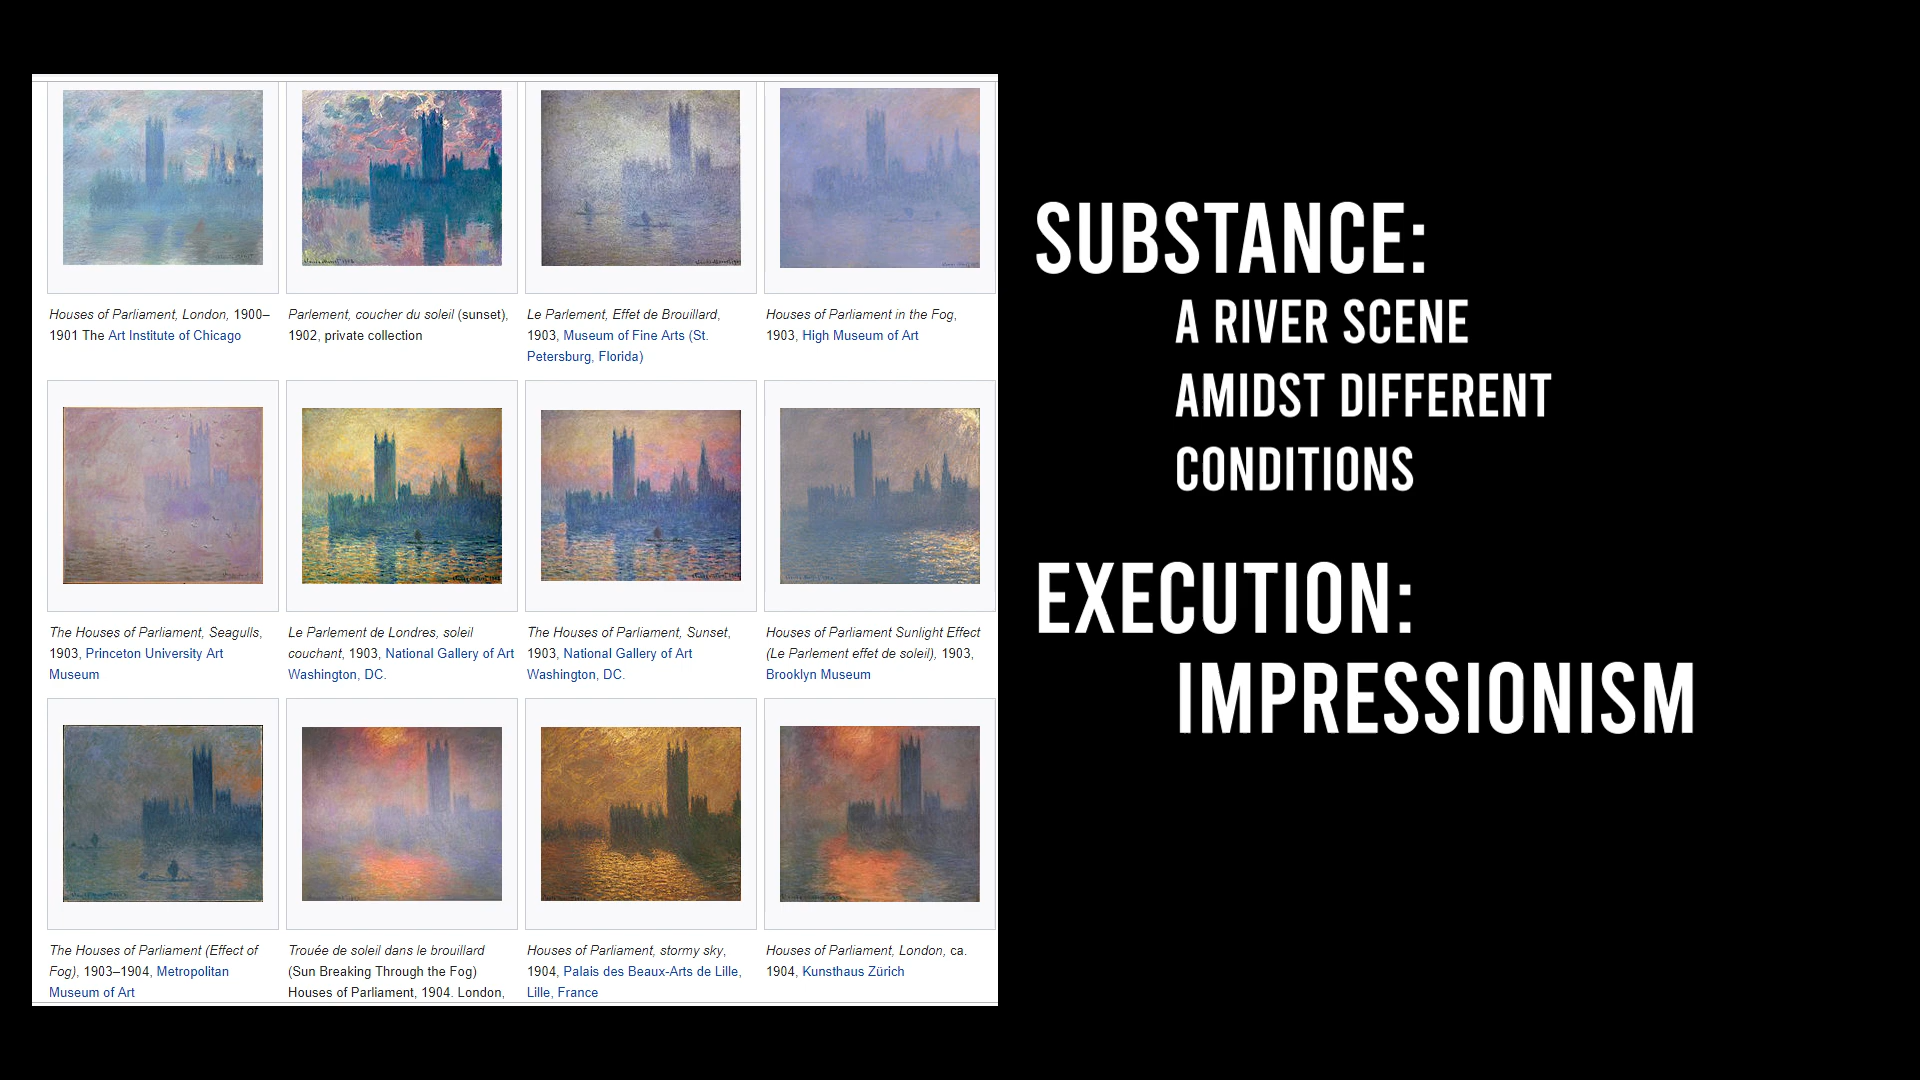 Houses of Parliament, London, 1900–
1901 The Art Institute of Chicago
Parlement, coucher du soleil (sunset),
1902, private collection
Le Parlement, Effet de Brouillard,
1903, Museum of Fine Arts (St.
Petersburg, Florida)
Houses of Parliament in the Fog,
1903, High Museum of Art
The Houses of Parliament, Seagulls,
1903, Princeton University Art
Museum
Le Parlement de Londres, soleil
couchant, 1903, National Gallery of Art
Washington, DC.
The Houses of Parliament, Sunset,
1903, National Gallery of Art
Washington, DC.
Houses of Parliament Sunlight Effect
(Le Parlement effet de soleil), 1903,
Brooklyn Museum
The Houses of Parliament (Effect of
Fog), 1903–1904, Metropolitan
Museum of Art
Trouée de soleil dans le brouillard
(Sun Breaking Through the Fog)
Houses of Parliament, 1904. London,
Houses of Parliament, stormy sky,
1904, Palais des Beaux-Arts de Lille,
Lille, France
Houses of Parliament, London, ca.
1904, Kunsthaus Zürich
SUBSTANCE:
A RIVER SCENE
AMIDST DIFFERENT
CONDITIONS
EXECUTION:
IMPRESSIONISM